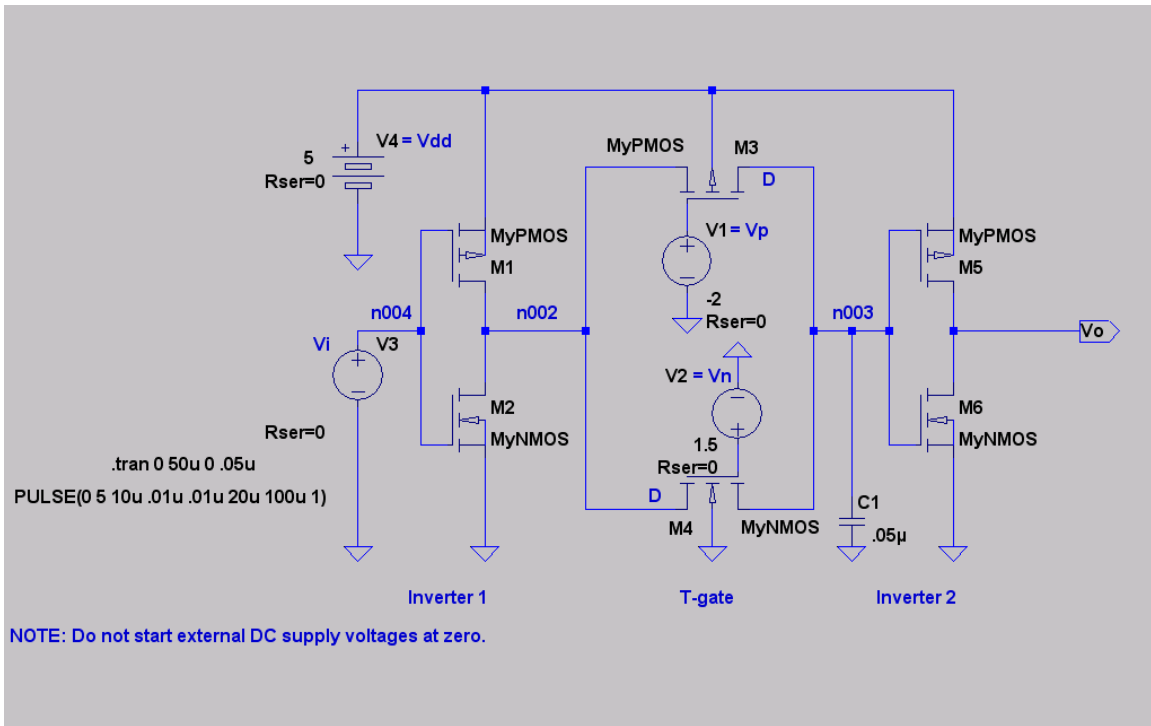 V4 = Vdd
5
Rser=0
MyPMOS
M3
D
V1 = Vp
-2
Rser=0
MyPMOS
M1
MyPMOS
M5
n004
n002
n003
Vi
V3
Vo
V2 = Vn
M2
MyNMOS
M6
MyNMOS
Rser=0
1.5
Rser=0
.tran 0 50u 0 .05u
PULSE(0 5 10u .01u .01u 20u 100u 1)
D
M4
MyNMOS
C1
.05µ
Inverter 1
T-gate
Inverter 2
NOTE: Do not start external DC supply voltages at zero.